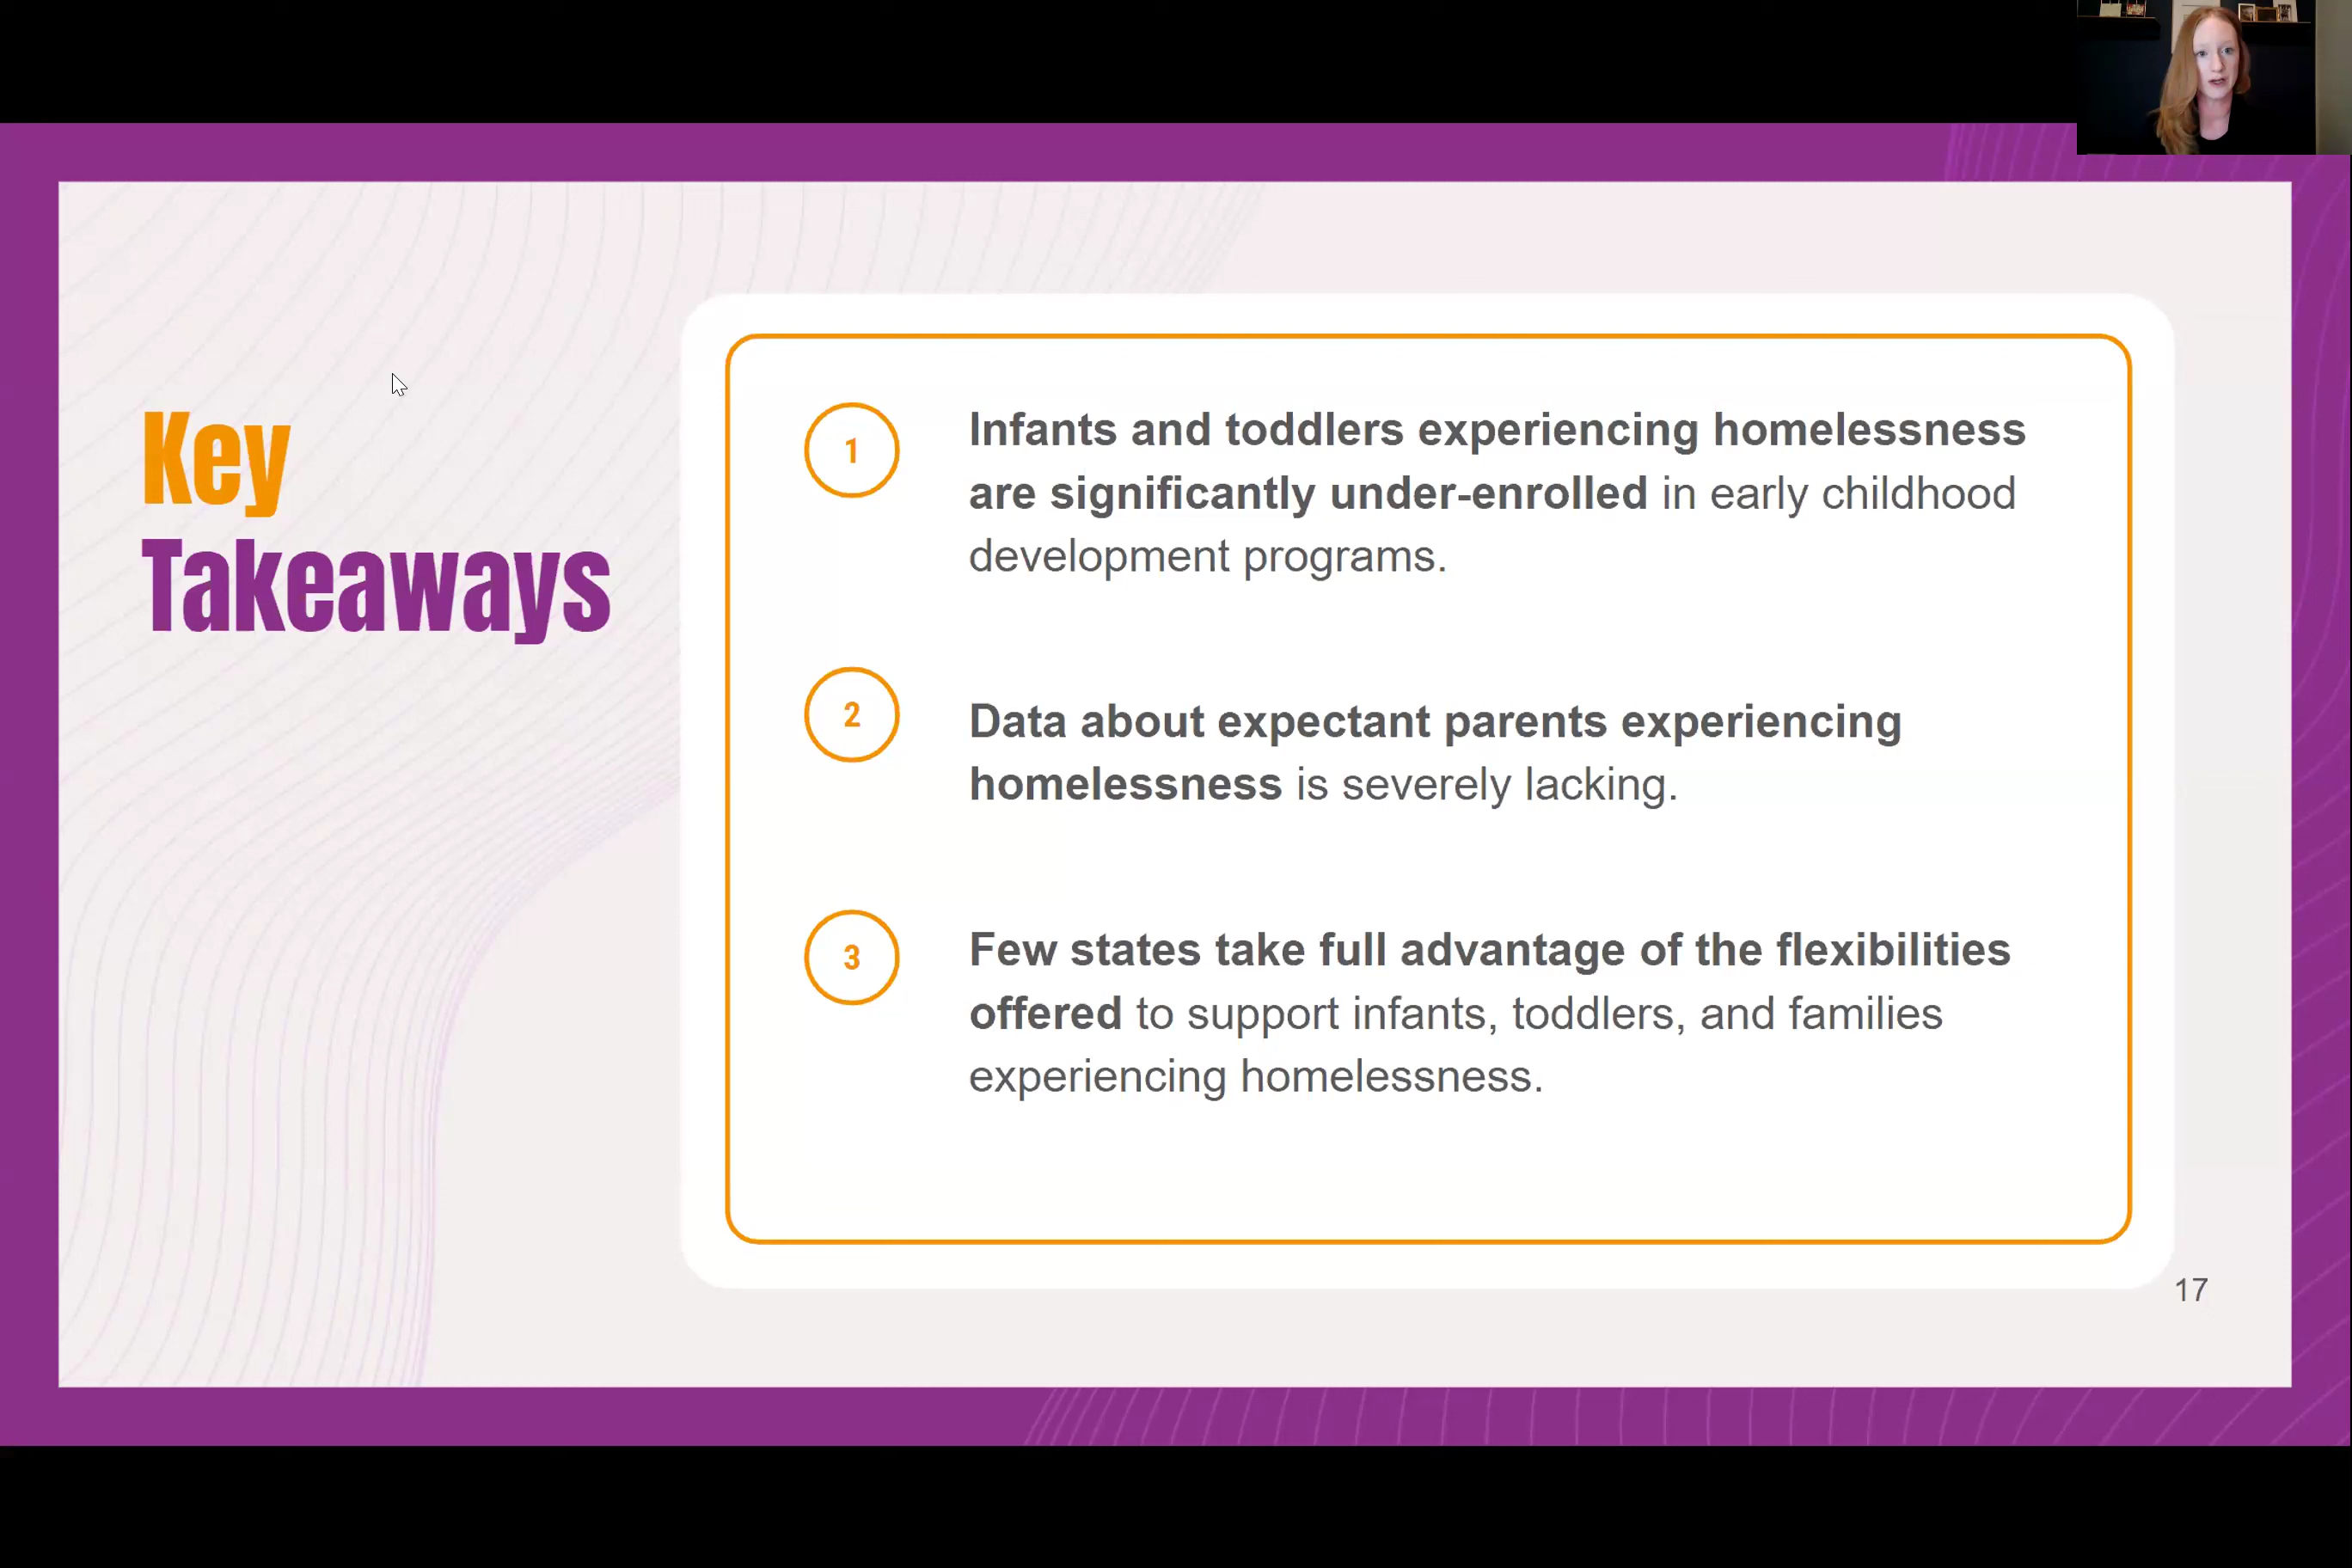 Key
Takeaways
1
Infants and toddlers experiencing homelessness
are significantly under-enrolled in early childhood
development programs.
2
Data about expectant parents experiencing
homelessness is severely lacking.
3
Few states take full advantage of the flexibilities
offered to support infants, toddlers, and families
experiencing homelessness.
17